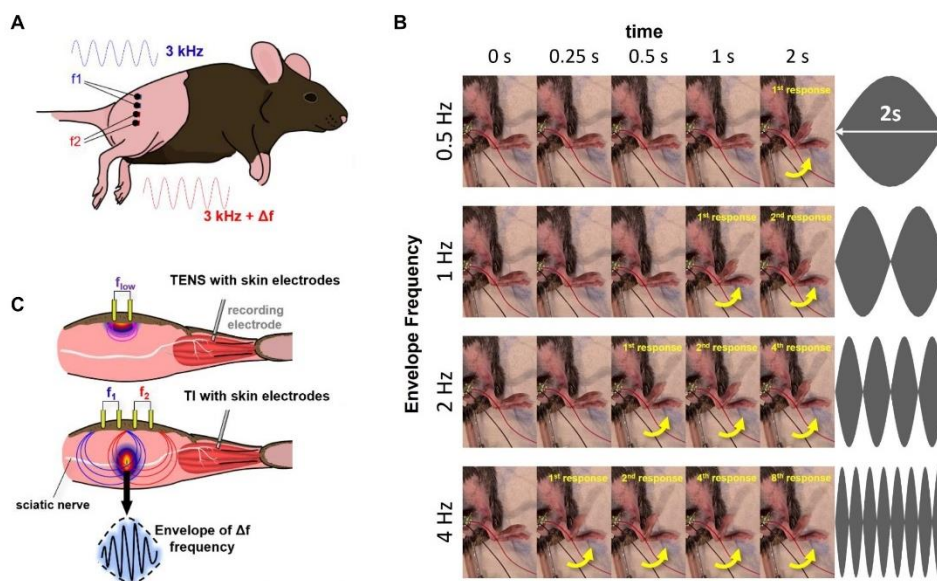 A
3 kHz
f1
f2
3 kHz + Δf
B
time
0 s
0.25 s
0.5 s
1 s
2 s
Envelope Frequency
0.5 Hz
1st response
2s
1 Hz
1st response
2nd response
2 Hz
1st response
2nd response
4th response
4 Hz
1st response
2nd response
4th response
8th response
C
flow
TENS with skin electrodes
recording
electrode
f1
f2
TI with skin electrodes
sciatic nerve
Envelope of Δf
frequency